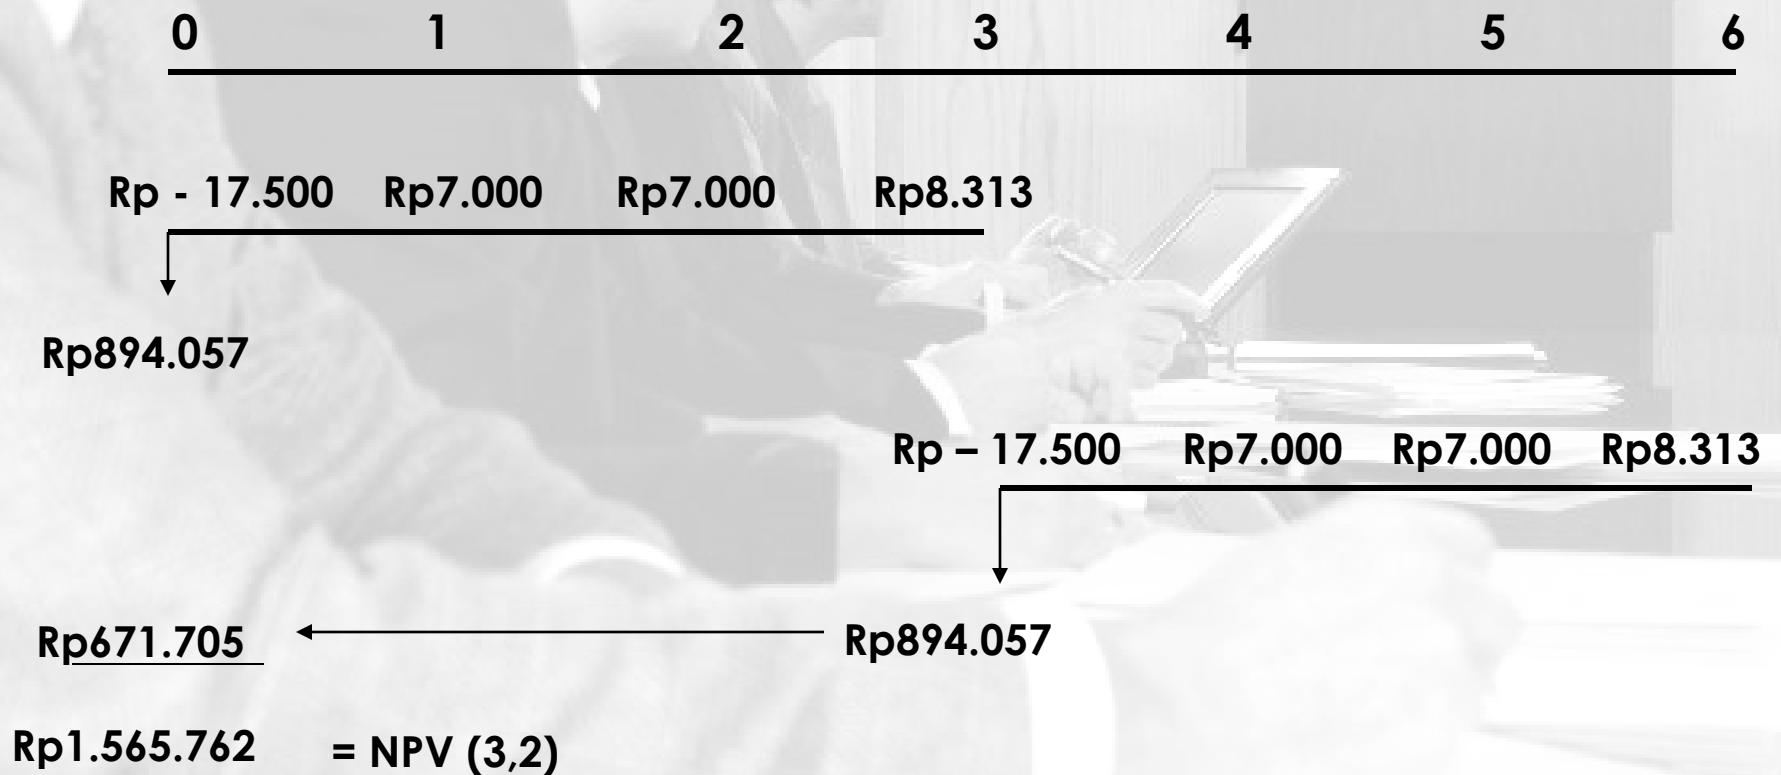 0 1 2 3 4 5 6
Rp - 17.500 Rp7.000 Rp7.000 Rp8.313
Rp894.057
Rp – 17.500 Rp7.000 Rp7.000 Rp8.313
Rp671.705 Rp894.057
Rp1.565.762 = NPV (3,2)